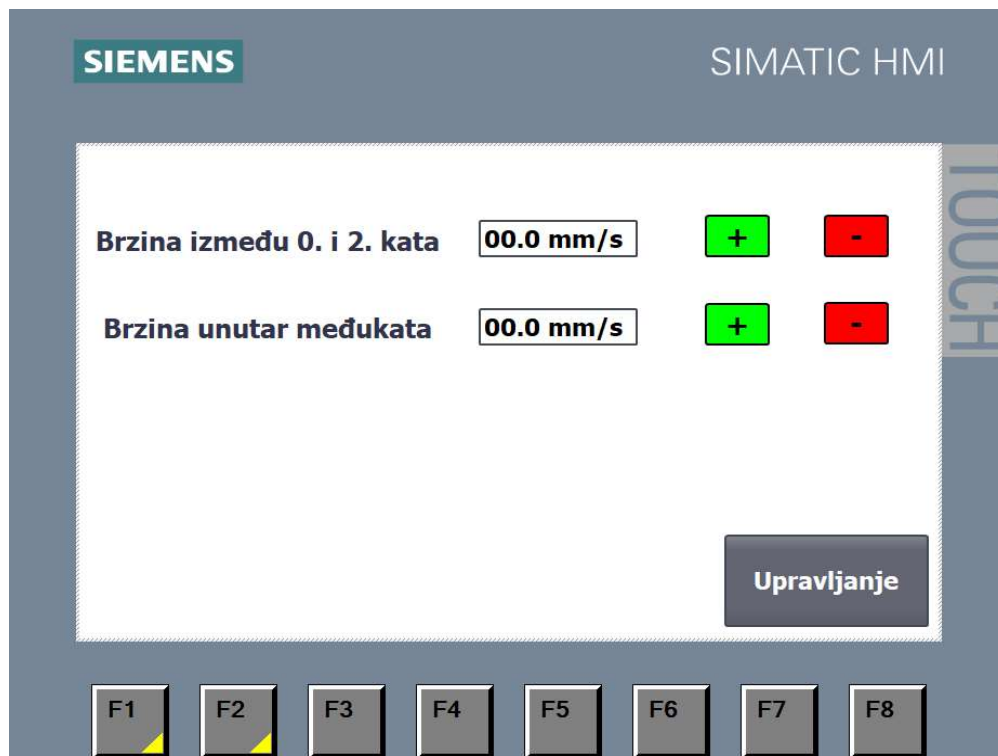 SIEMENS
SIMATIC HMI
TOUCH
Brzina između 0. i 2. kata 00.0 mm/s + -
Brzina unutar međukata 00.0 mm/s + -
Upravljanje
F1 F2 F3 F4 F5 F6 F7 F8